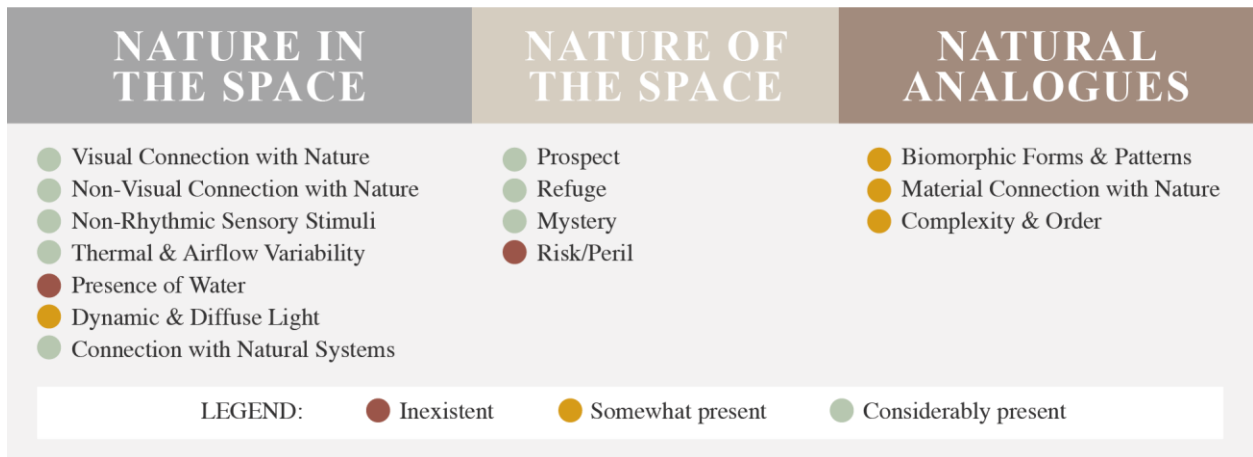 NATURE IN
THE SPACE
Visual Connection with Nature
Non-Visual Connection with Nature
Non-Rhythmic Sensory Stimuli
Thermal & Airflow Variability
Presence of Water
Dynamic & Diffuse Light
Connection with Natural Systems
NATURE OF
THE SPACE
Prospect
Refuge
Mystery
Risk/Peril
NATURAL
ANALOGUES
Biomorphic Forms & Patterns
Material Connection with Nature
Complexity & Order
LEGEND: Inexistent Somewhat present Considerably present